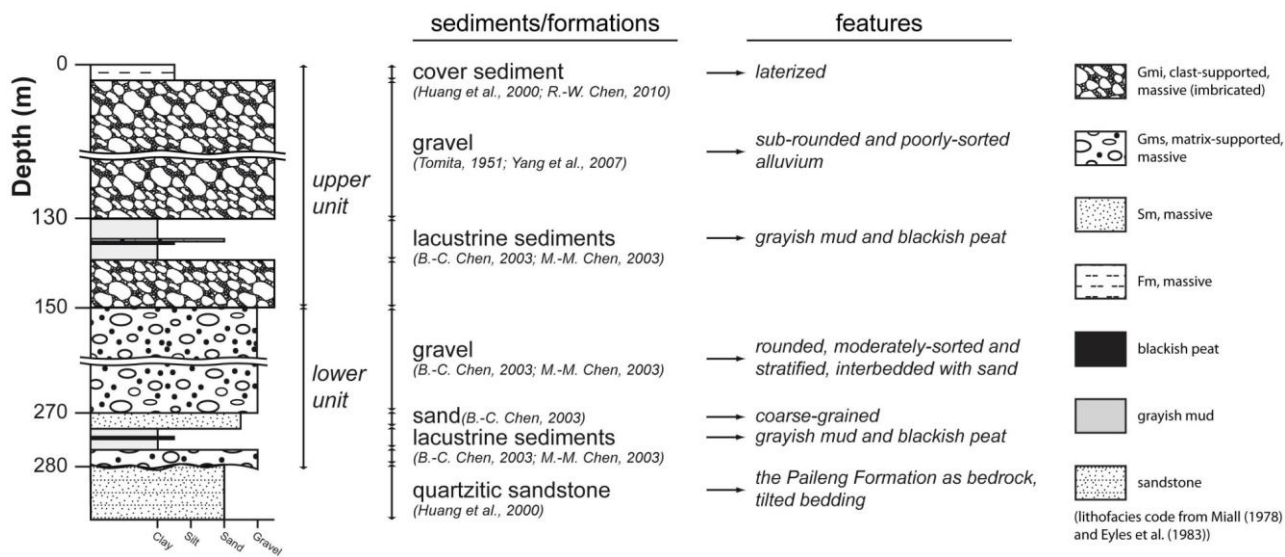 sediments/formations
features
Depth (m)
0
130
150
270
280
Clay
Silt
Sand
Gravel
upper
unit
lower
unit
cover sediment
(Huang et al., 2000; R.-W. Chen, 2010)
laterized
gravel
(Tomita, 1951; Yang et al., 2007)
sub-rounded and poorly-sorted
alluvium
lacustrine sediments
(B.-C. Chen, 2003; M.-M. Chen, 2003)
grayish mud and blackish peat
gravel
(B.-C. Chen, 2003; M.-M. Chen, 2003)
rounded, moderately-sorted and
stratified, interbedded with sand
sand(B.-C. Chen, 2003)
coarse-grained
lacustrine sediments
(B.-C. Chen, 2003; M.-M. Chen, 2003)
grayish mud and blackish peat
quartzitic sandstone
(Huang et al., 2000)
the Paileng Formation as bedrock,
tilted bedding
Gmi, clast-supported,
massive (imbricated)
Gms, matrix-supported,
massive
Sm, massive
Fm, massive
blackish peat
grayish mud
sandstone
(lithofacies code from Miall (1978)
and Eyles et al. (1983))